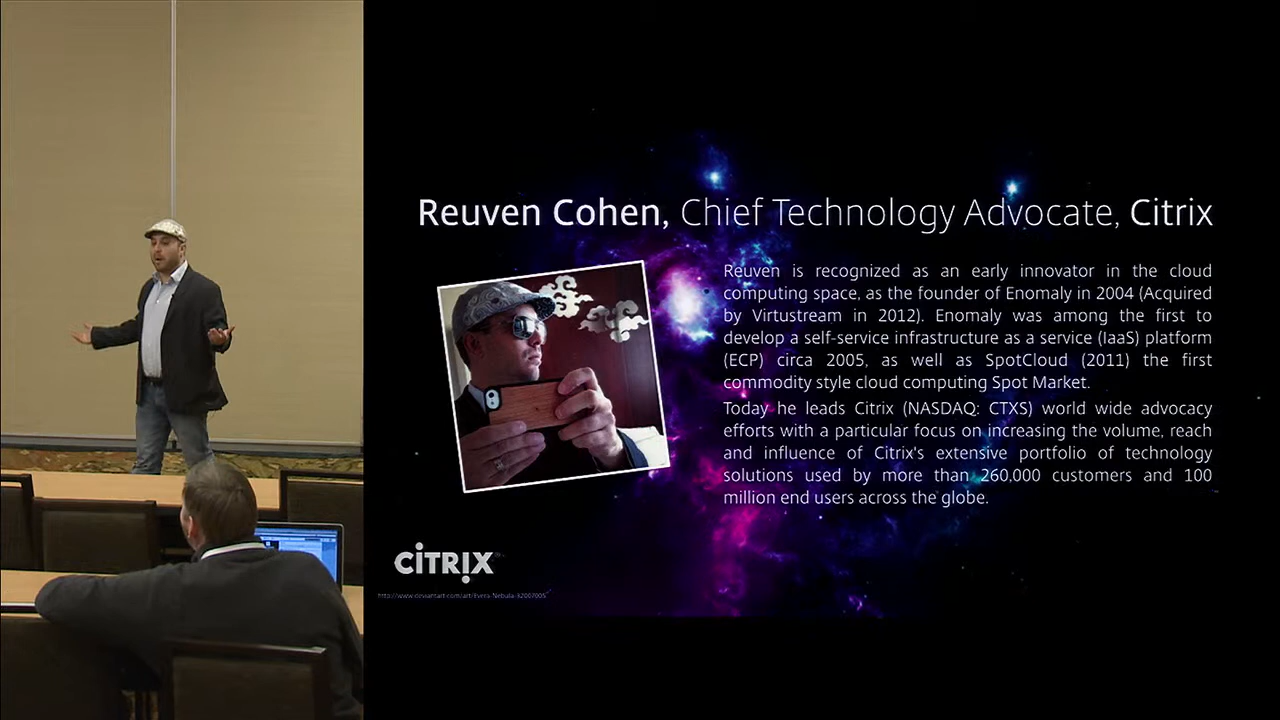 Reuven Cohen, Chief Technology Advocate, Citrix
Reuven is recognized as an early innovator in the cloud
computing space, as the founder of Enomaly in 2004 (Acquired
by Virtustream in 2012). Enomaly was among the first to
develop a self-service infrastructure as a service (IaaS) platform
(ECP) circa 2005, as well as SpotCloud (2011) the first
commodity style cloud computing Spot Market.
Today he leads Citrix (NASDAQ: CTXS) world wide advocacy
efforts with a particular focus on increasing the volume, reach
and influence of Citrix's extensive portfolio of technology
solutions used by more than 260,000 customers and 100
million end users across the globe.
CITRIX